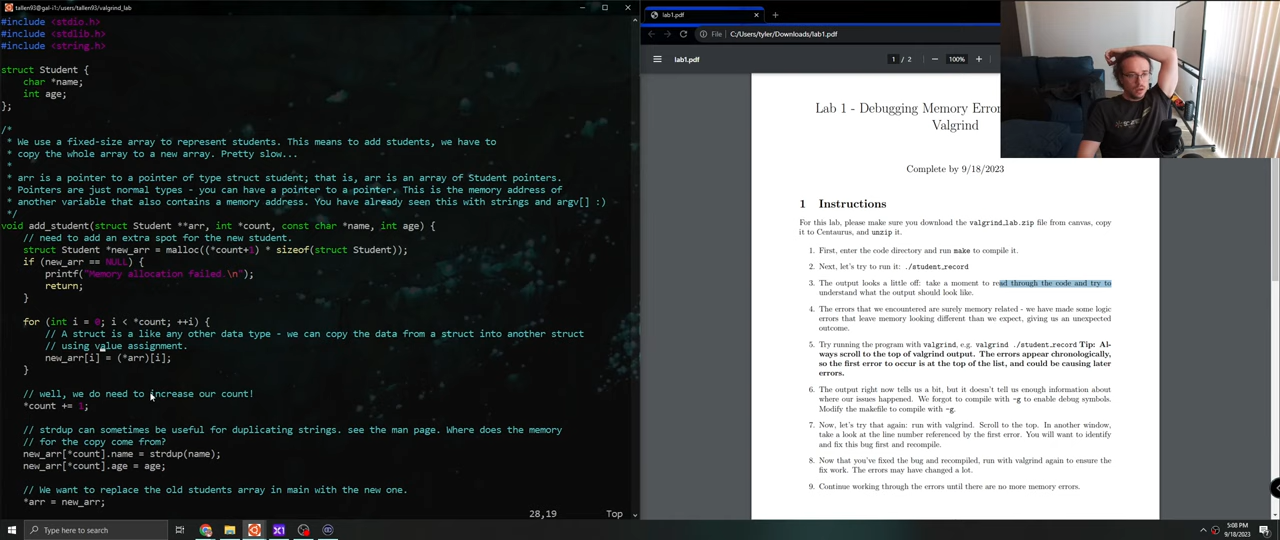 tallen93@gal-i1:/users/tallen93/valgrind_lab
#include <stdio.h>
#include <stdlib.h>
#include <string.h>
struct Student {
char *name;
int age;
};
/*
* We use a fixed-size array to represent students. This means to add students, we have to
* copy the whole array to a new array. Pretty slow...
*
* arr is a pointer to a pointer of type struct student; that is, arr is an array of Student pointers.
* Pointers are just normal types - you can have a pointer to a pointer. This is the memory address of
* another variable that also contains a memory address. You have already seen this with strings and argv[] :)
*/
void add_student(struct Student **arr, int *count, const char *name, int age) {
// need to add an extra spot for the new student.
struct Student *new_arr = malloc((*count+1) * sizeof(struct Student));
if (new_arr == NULL) {
printf("Memory allocation failed.\n");
return;
}
for (int i = 0; i < *count; ++i) {
// A struct is a like any other data type - we can copy the data from a struct into another struct
// using value assignment.
new_arr[i] = (*arr)[i];
}
// well, we do need to increase our count!
*count += 1;
// strdup can sometimes be useful for duplicating strings. see the man page. Where does the memory
// for the copy come from?
new_arr[*count].name = strdup(name);
new_arr[*count].age = age;
// We want to replace the old students array in main with the new one.
*arr = new_arr;
28,19 Top
lab1.pdf
File C:/Users/tyler/Downloads/lab1.pdf
lab1.pdf 1 / 2 100%
Lab 1 - Debugging Memory Erro
Valgrind
Complete by 9/18/2023
1 Instructions
For this lab, please make sure you download the valgrind_lab.zip file from canvas, copy
it to Centaurus, and unzip it.
1. First, enter the code directory and run make to compile it.
2. Next, let's try to run it: ./student_record
3. The output looks a little off: take a moment to read through the code and try to
understand what the output should look like.
4. The errors that we encountered are surely memory related - we have made some logic
errors that leave memory looking different than we expect, giving us an unexpected
outcome.
5. Try running the program with valgrind, e.g. valgrind ./student_record Tip: Al-
ways scroll to the top of valgrind output. The errors appear chronologically,
so the first error to occur is at the top of the list, and could be causing later
errors.
6. The output right now tells us a bit, but it doesn't tell us enough information about
where our issues happened. We forgot to compile with -g to enable debug symbols.
Modify the makefile to compile with -g.
7. Now, let's try that again: run with valgrind. Scroll to the top. In another window,
take a look at the line number referenced by the first error. You will want to identify
and fix this bug first and recompile.
8. Now that you've fixed the bug and recompiled, run with valgrind again to ensure the
fix work. The errors may have changed a lot.
9. Continue working through the errors until there are no more memory errors.
Type here to search
X1
5:08 PM
9/18/2023